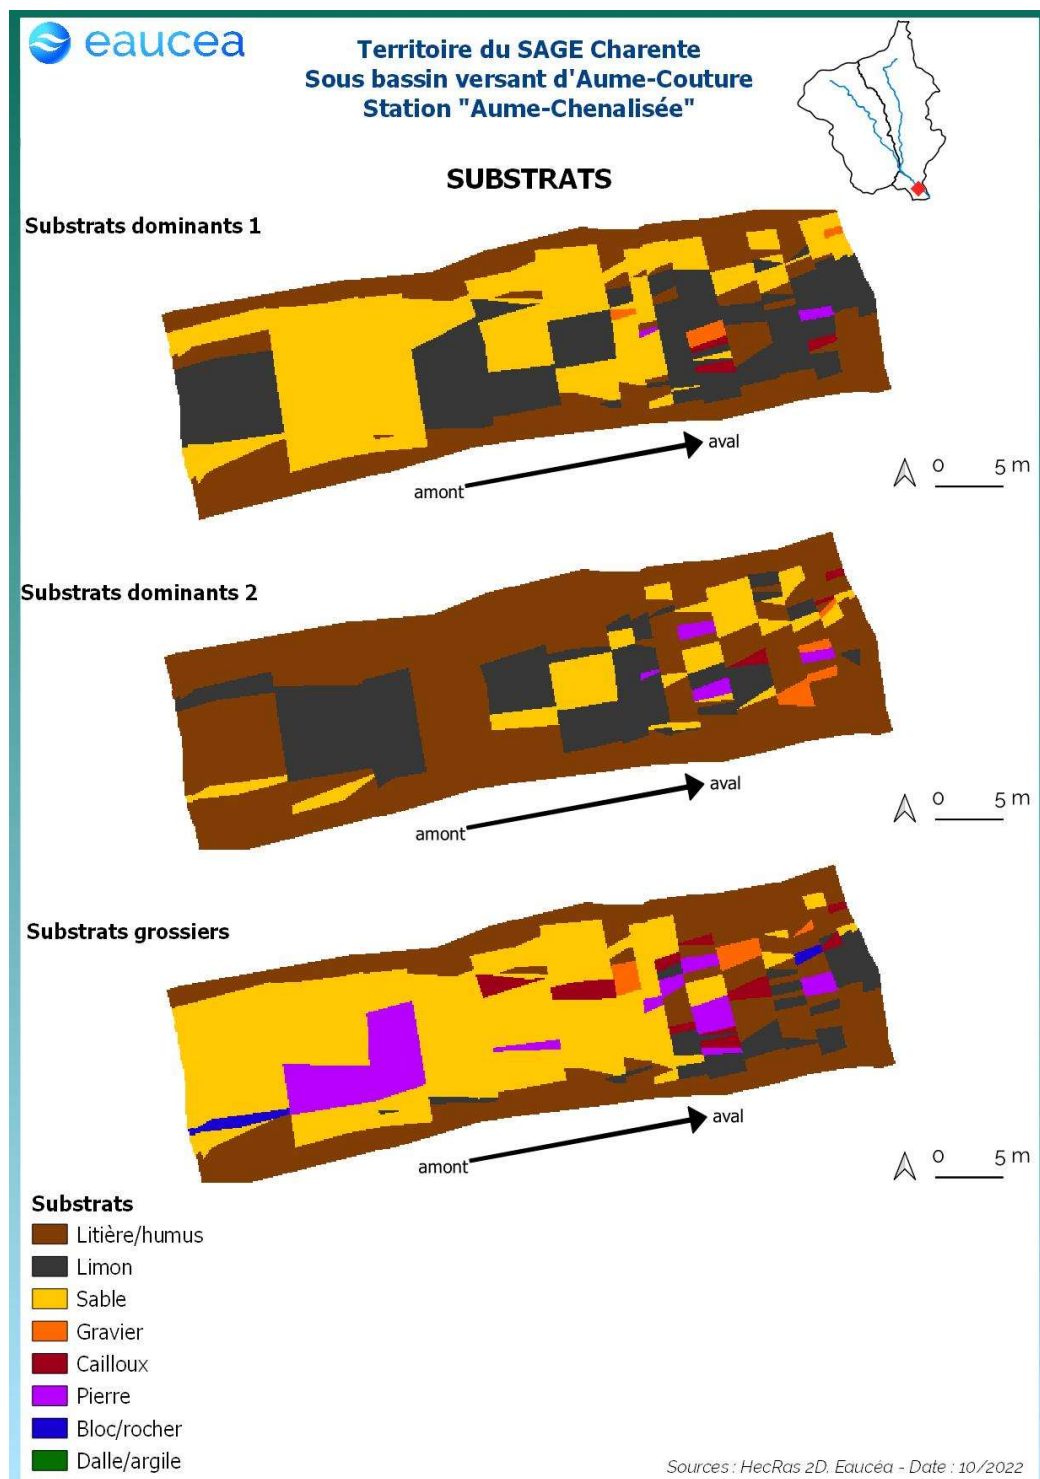 eaucea
Territoire du SAGE Charente
Sous bassin versant d'Aume-Couture
Station "Aume-Chenalisée"
SUBSTRATS
Substrats dominants 1
amont
aval
0 5 m
Substrats dominants 2
amont
aval
0 5 m
Substrats grossiers
amont
aval
0 5 m
Substrats
Litière/humus
Limon
Sable
Gravier
Cailloux
Pierre
Bloc/rocher
Dalle/argile
Sources : HecRas 2D, Eaucéa - Date : 10/2022